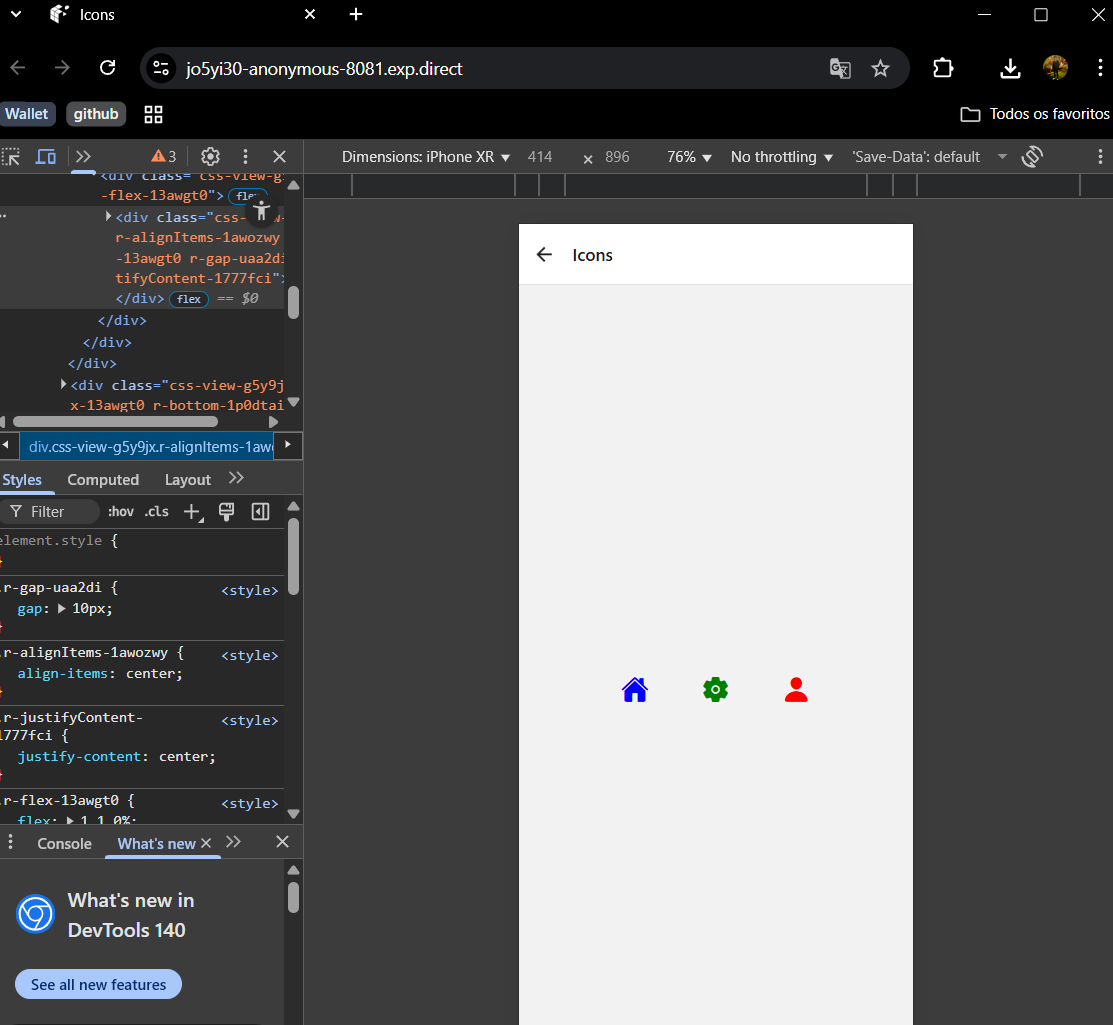 Icons
jo5yi30-anonymous-8081.exp.direct
Wallet
github
Todos os favoritos
3
Dimensions: iPhone XR
414
×
896
76%
No throttling
'Save-Data': default
<div class="css-view-g5
-flex-13awgt0">
<div class="css-
r-alignItems-1awozwy
-13awgt0 r-gap-uaa2di
tifyContent-1777fci">
</div> flex == $0
</div>
</div>
</div>
<div class="css-view-g5y9j
x-13awgt0 r-bottom-1p0dtai
div.css-view-g5y9jx.r-alignItems-1awo
Styles
Computed
Layout
Filter
:hov
.cls
element.style {
}
.r-gap-uaa2di {
<style>
gap: 10px;
}
.r-alignItems-1awozwy {
<style>
align-items: center;
}
.r-justifyContent-
1777fci {
<style>
justify-content: center;
}
.r-flex-13awgt0 {
<style>
flex: 1 1 0%;
Console
What's new
What's new in
DevTools 140
See all new features
Icons